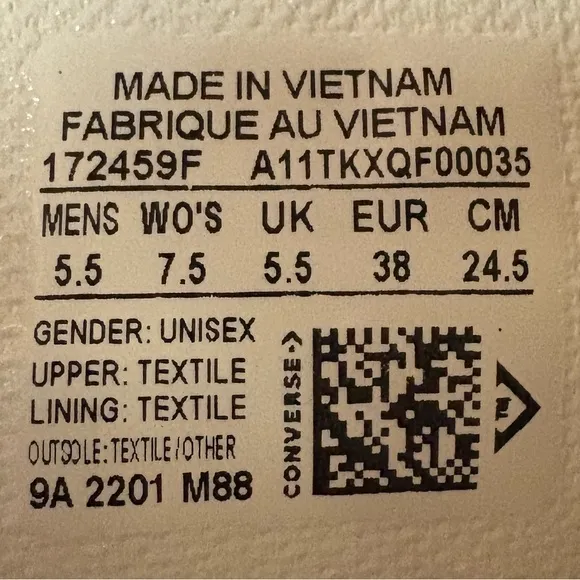 MADE IN VIETNAM
FABRIQUE AU VIETNAM
172459F A11TKXQF00035
MENS WO'S UK EUR CM
5.5 7.5 5.5 38 24.5
GENDER: UNISEX
UPPER: TEXTILE
LINING: TEXTILE
OUTSOLE: TEXTILE/OTHER
9A 2201 M88
CONVERSE